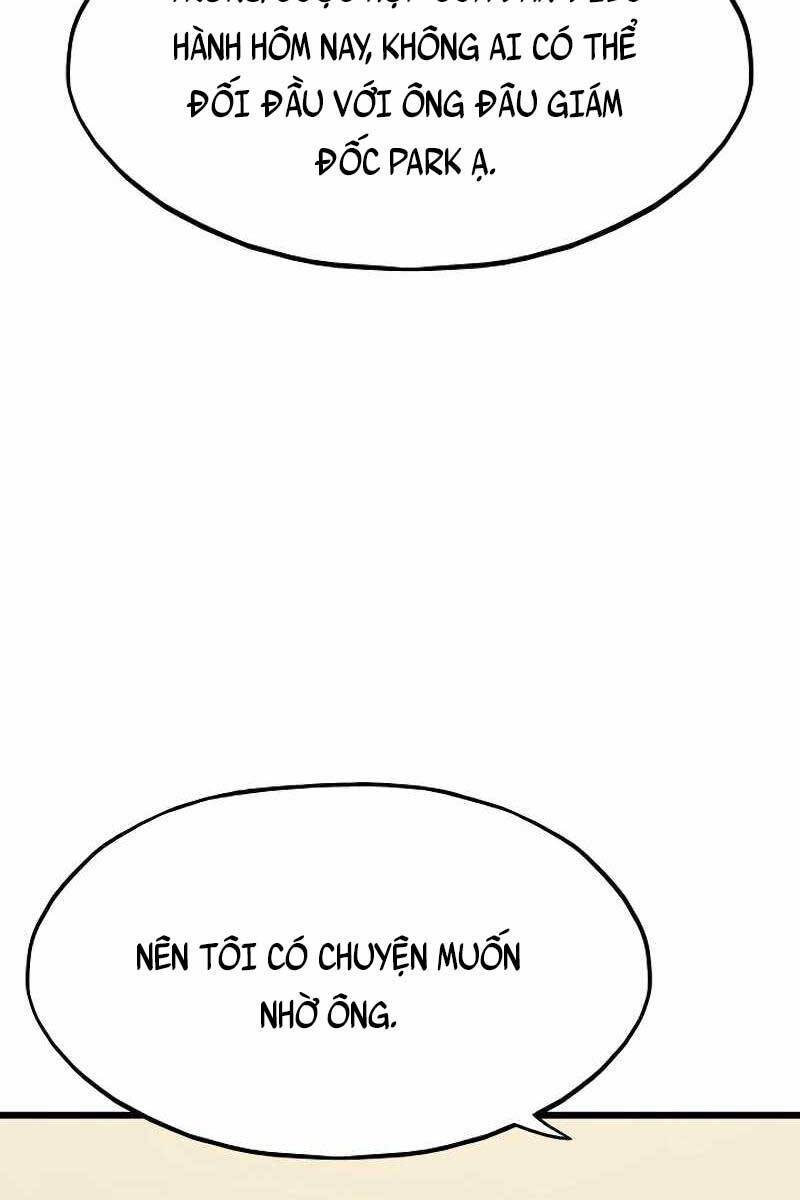 HÀNH HÔM NAY, KHÔNG AI CÓ THỂ
ĐỐI ĐẦU VỚI ÔNG ĐÂU GIÁM
ĐỐC PARK Ạ.
NÊN TÔI CÓ CHUYỆN MUỐN
NHỜ ÔNG.